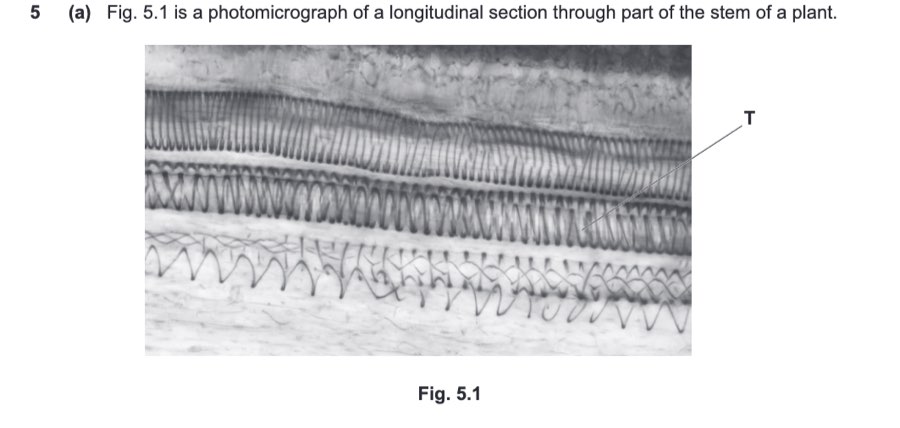 5 (a) Fig. 5.1 is a photomicrograph of a longitudinal section through part of the stem of a plant.
T
Fig. 5.1